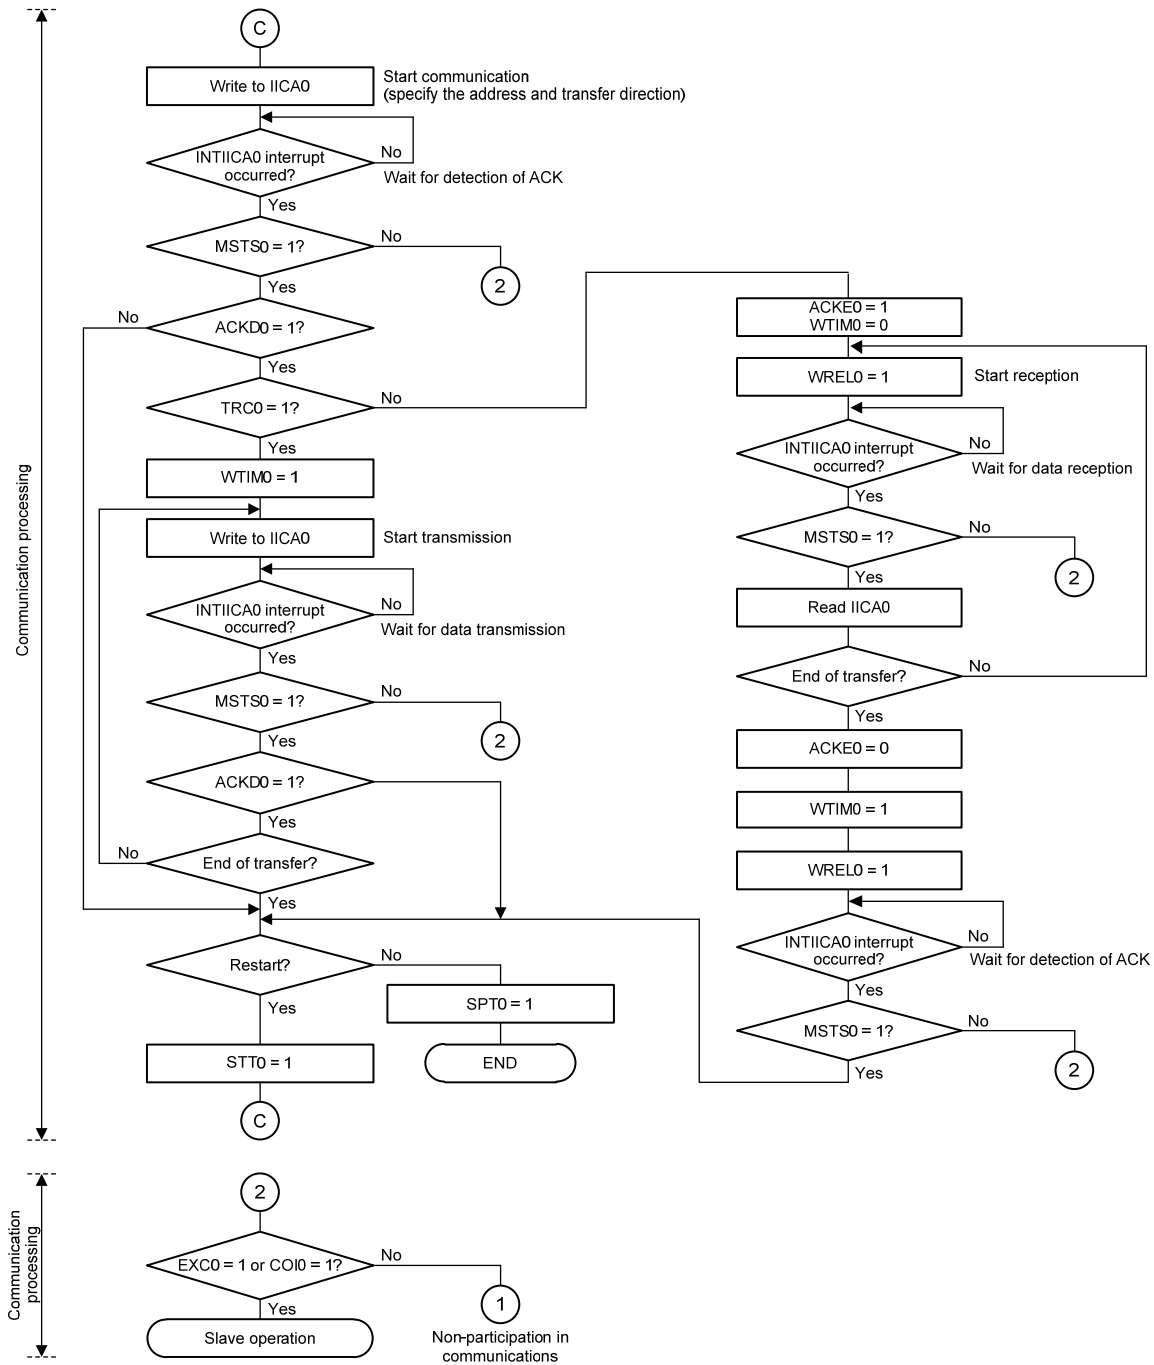 C
Write to IICA0
Start communication
(specify the address and transfer direction)
INTIICA0 interrupt
occurred?
No
Wait for detection of ACK
Yes
MSTS0 = 1?
No
2
Yes
ACKD0 = 1?
No
Yes
TRC0 = 1?
No
Yes
WTIM0 = 1
Write to IICA0
Start transmission
INTIICA0 interrupt
occurred?
No
Wait for data transmission
Yes
MSTS0 = 1?
No
2
Yes
ACKD0 = 1?
Yes
End of transfer?
No
Yes
Restart?
No
SPT0 = 1
END
Yes
STT0 = 1
C
ACKE0 = 1
WTIM0 = 0
WREL0 = 1
Start reception
INTIICA0 interrupt
occurred?
No
Wait for data reception
Yes
MSTS0 = 1?
No
2
Yes
Read IICA0
End of transfer?
No
Yes
ACKE0 = 0
WTIM0 = 1
WREL0 = 1
INTIICA0 interrupt
occurred?
No
Wait for detection of ACK
Yes
MSTS0 = 1?
No
2
Yes
Communication processing
2
EXC0 = 1 or COI0 = 1?
No
1
Non-participation in
communications
Yes
Slave operation
Communication
processing